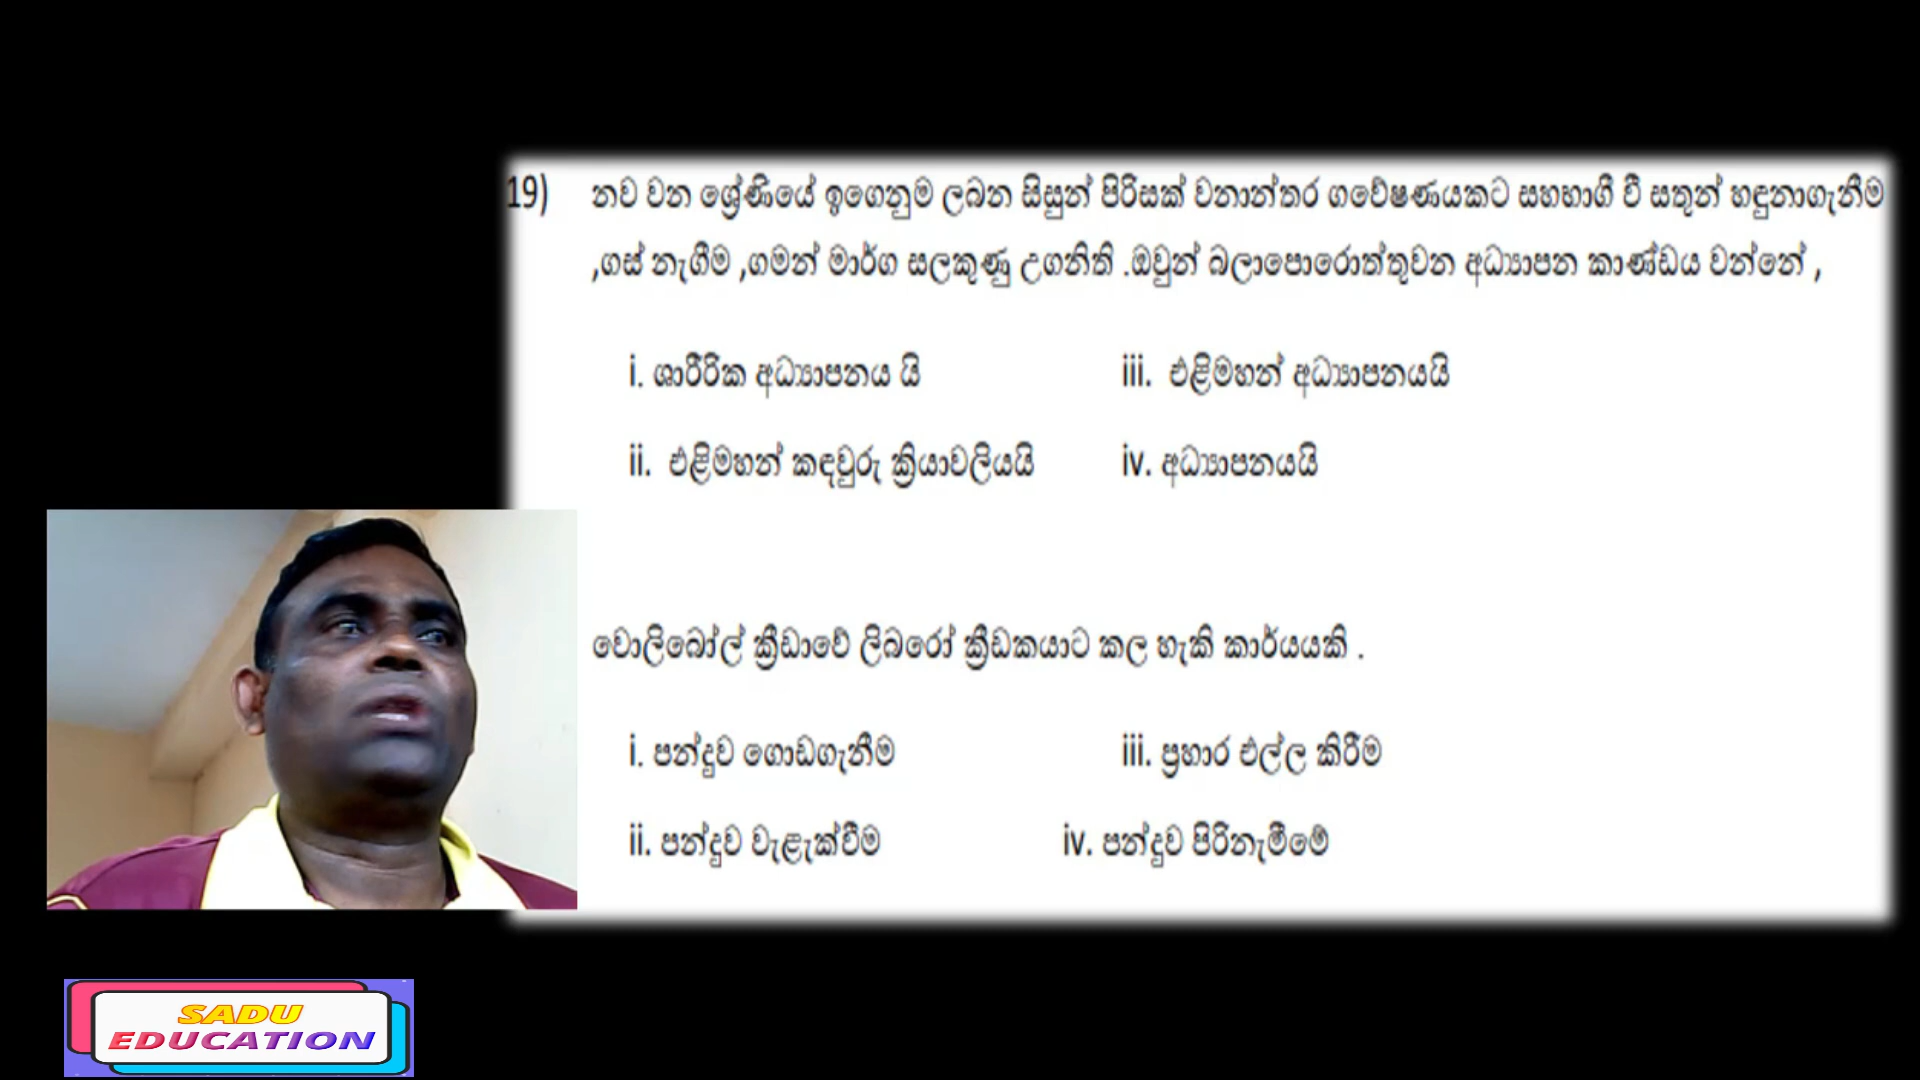 19) නව වන ශ්‍රේණියේ ඉගෙනුම ලබන සිසුන් පිරිසක් වනාන්තර ගවේෂණයකට සහභාගී වී සතුන් හඳුනාගැනීම
,ගස් නැගීම ,ගමන් මාර්ග සලකුණු උගනිති .ඔවුන් බලාපොරොත්තුවන අධ්‍යාපන කාණ්ඩය වන්නේ ,
i. ශාරීරික අධ්‍යාපනය යි
iii. එළිමහන් අධ්‍යාපනයයි
ii. එළිමහන් කඳවුරු ක්‍රියාවලියයි
iv. අධ්‍යාපනයයි
වොලිබෝල් ක්‍රීඩාවේ ලිබරෝ ක්‍රීඩකයාට කල හැකි කාර්යයකි .
i. පන්දුව ගොඩගැනීම
iii. ප්‍රහාර එල්ල කිරීම
ii. පන්දුව වැළැක්වීම
iv. පන්දුව පිරිනැමීමේ
SADU
EDUCATION